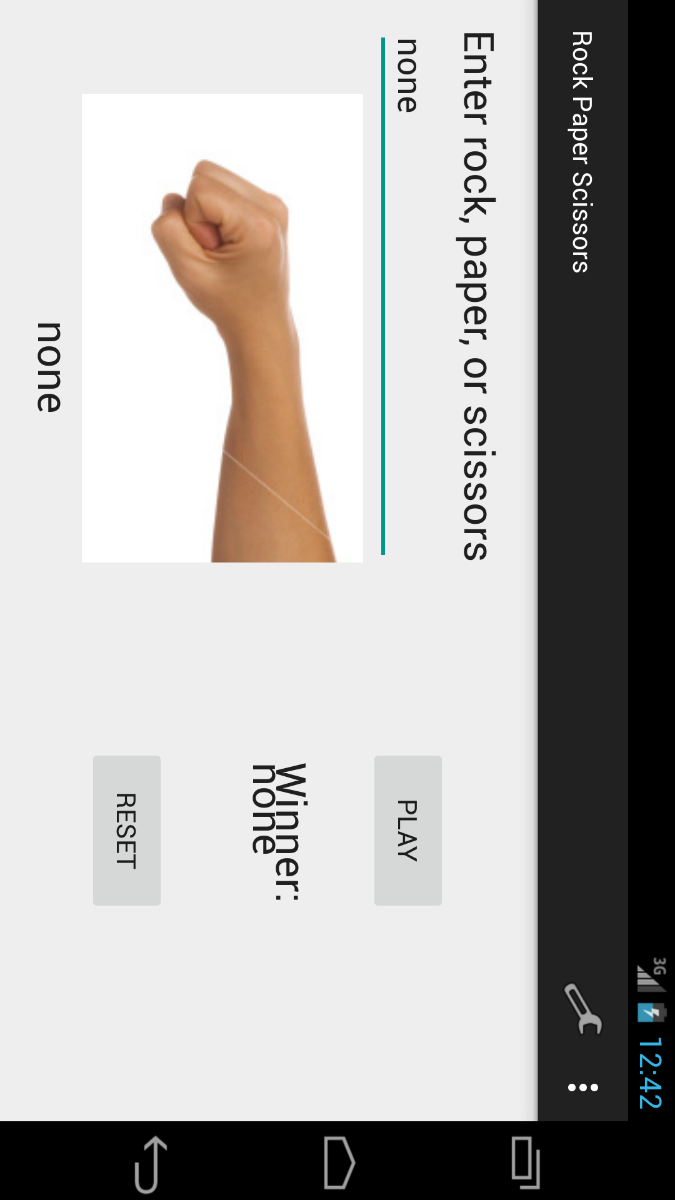 3G 12:42
Rock Paper Scissors
Enter rock, paper, or scissors
none
PLAY
Winner:
none
RESET
none